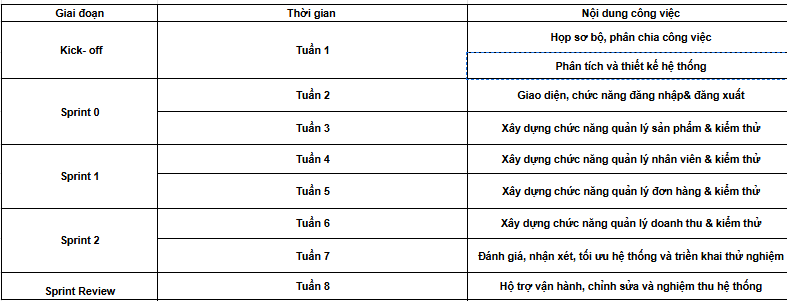 Giai đoạn Thời gian Nội dung công việc
Kick- off Tuần 1 Họp sơ bộ, phân chia công việc
Phân tích và thiết kế hệ thống
Sprint 0 Tuần 2 Giao diện, chức năng đăng nhập& đăng xuất
Tuần 3 Xây dựng chức năng quản lý sản phẩm & kiểm thử
Sprint 1 Tuần 4 Xây dựng chức năng quản lý nhân viên & kiểm thử
Tuần 5 Xây dựng chức năng quản lý đơn hàng & kiểm thử
Sprint 2 Tuần 6 Xây dựng chức năng quản lý doanh thu & kiểm thử
Tuần 7 Đánh giá, nhận xét, tối ưu hệ thống và triển khai thử nghiệm
Sprint Review Tuần 8 Hộ trợ vận hành, chỉnh sửa và nghiệm thu hệ thống